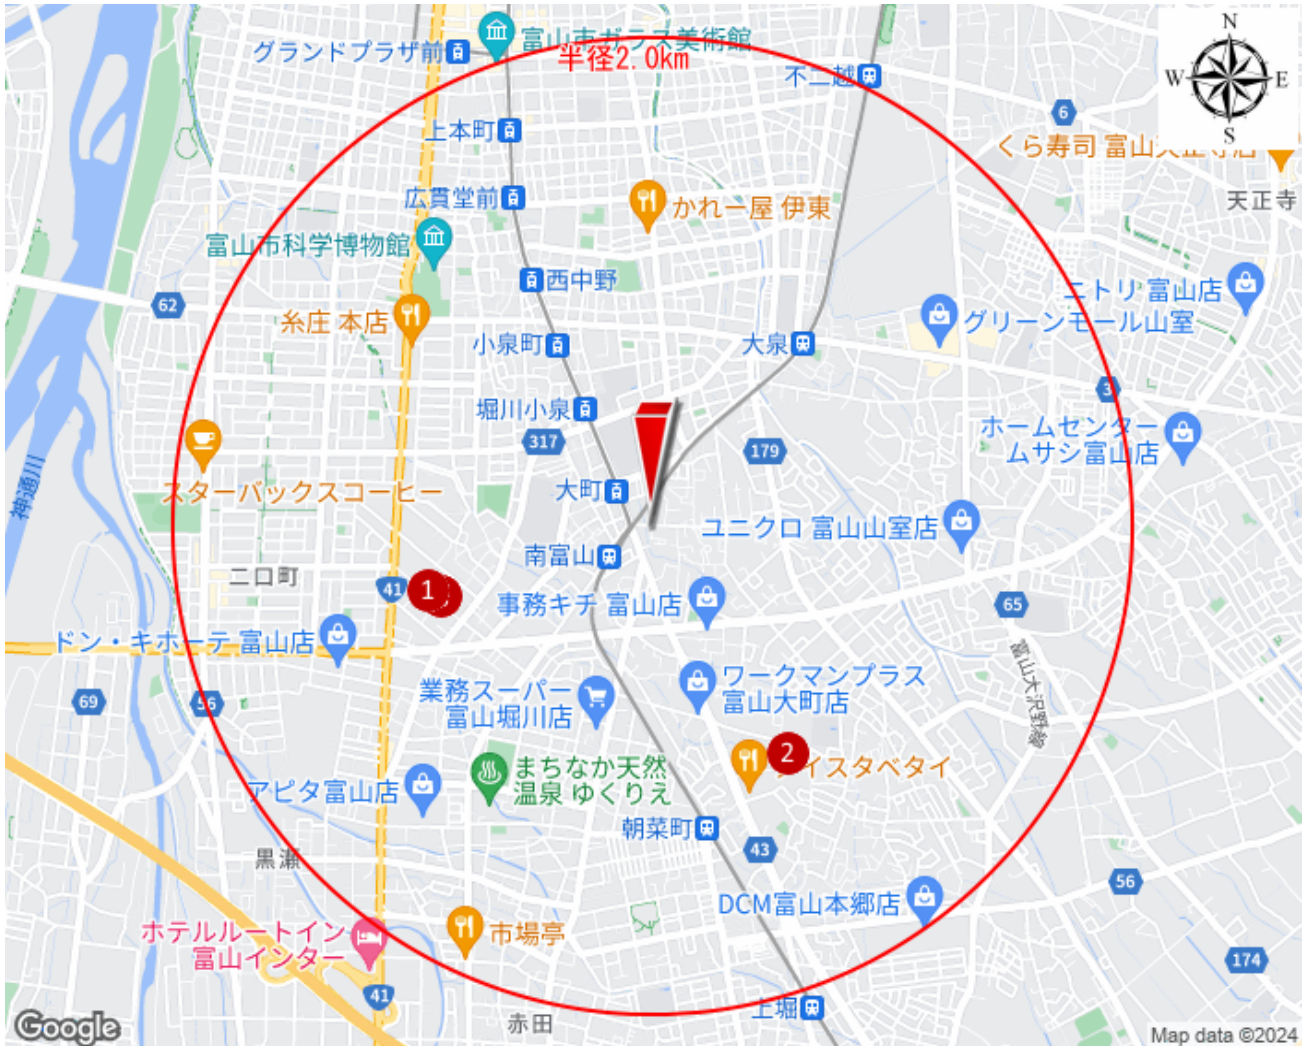 グランドプラザ前
富山市ガラス美術館
半径2.0km
不二越
N
W
E
S
上本町
6
くら寿司 富山大正寺店
広貫堂前
かれー屋 伊東
天正寺
富山市科学博物館
西中野
62
ニトリ 富山店
糸庄 本店
グリーンモール山室
小泉町
大泉
3
堀川小泉
317
179
ホームセンター
ムサシ富山店
神通川
スターバックスコーヒー
大町
ユニクロ 富山山室店
南富山
二口町
41
1
事務キチ 富山店
65
ドン・キホーテ 富山店
富山大沢野線
69
56
業務スーパー
富山堀川店
ワークマンプラス
富山大町店
2
イスタベタイ
まちなか天然
温泉 ゆくりえ
アピタ富山店
朝菜町
43
黒瀬
56
DCM富山本郷店
ホテルルートイン
富山インター
市場亭
174
41
上堀
赤田
Google
Map data ©2024